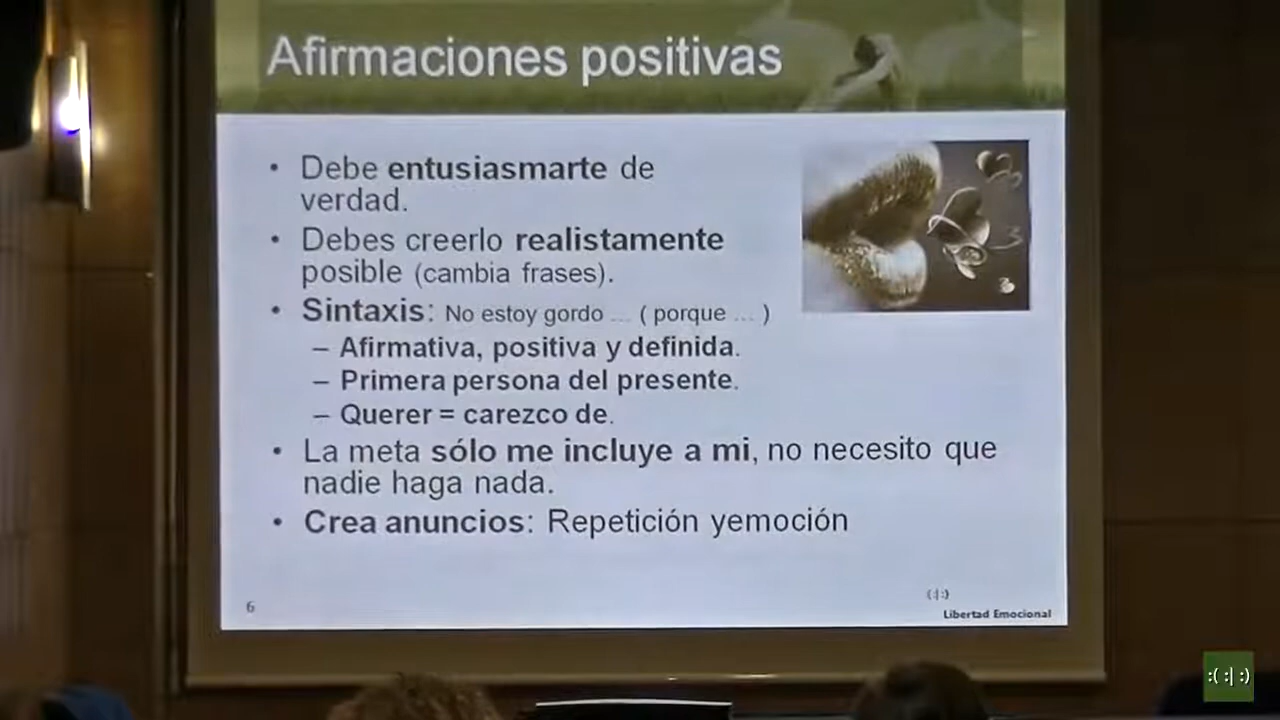 Afirmaciones positivas
• Debe entusiasmarte de
verdad.
• Debes creerlo realistamente
posible (cambia frases).
• Sintaxis: No estoy gordo ... ( porque ... )
– Afirmativa, positiva y definida.
– Primera persona del presente.
– Querer = carezco de.
• La meta sólo me incluye a mi, no necesito que
nadie haga nada.
• Crea anuncios: Repetición yemoción
6
(:|:)
Libertad Emocional
:( :| :)